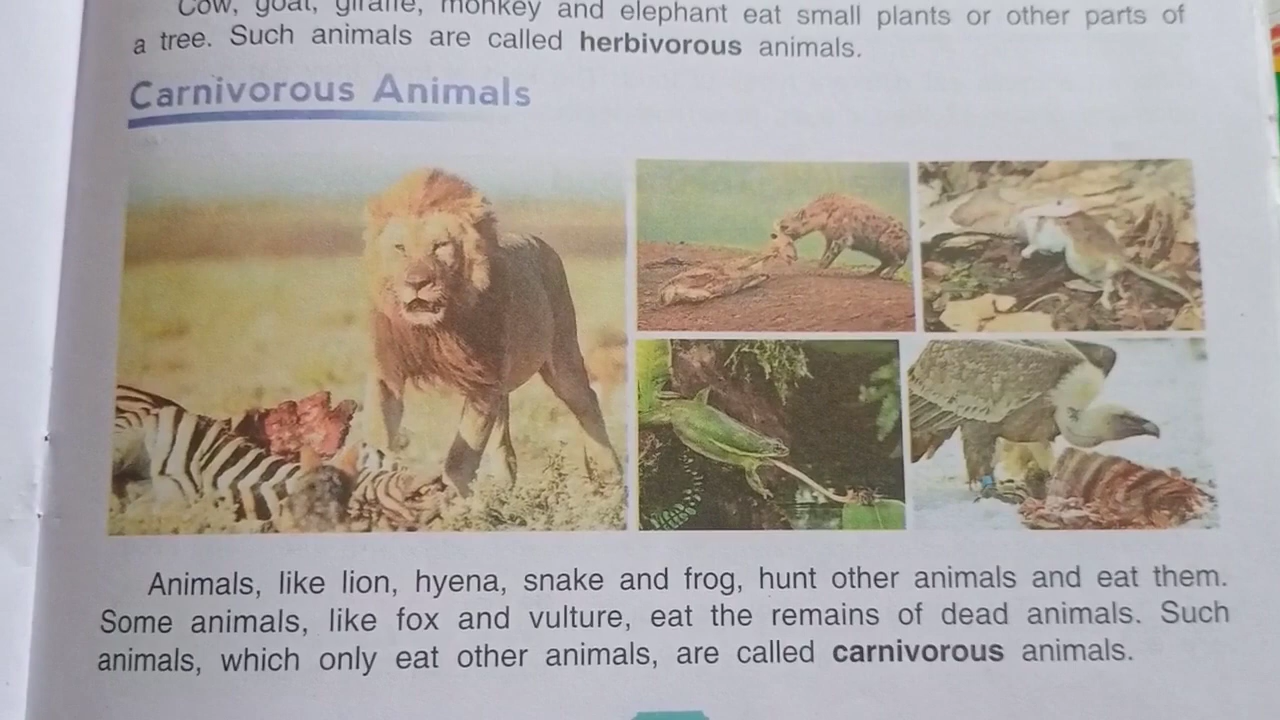 Cow, goat, giraffe, monkey and elephant eat small plants or other parts of
a tree. Such animals are called herbivorous animals.
Carnivorous Animals
Animals, like lion, hyena, snake and frog, hunt other animals and eat them.
Some animals, like fox and vulture, eat the remains of dead animals. Such
animals, which only eat other animals, are called carnivorous animals.